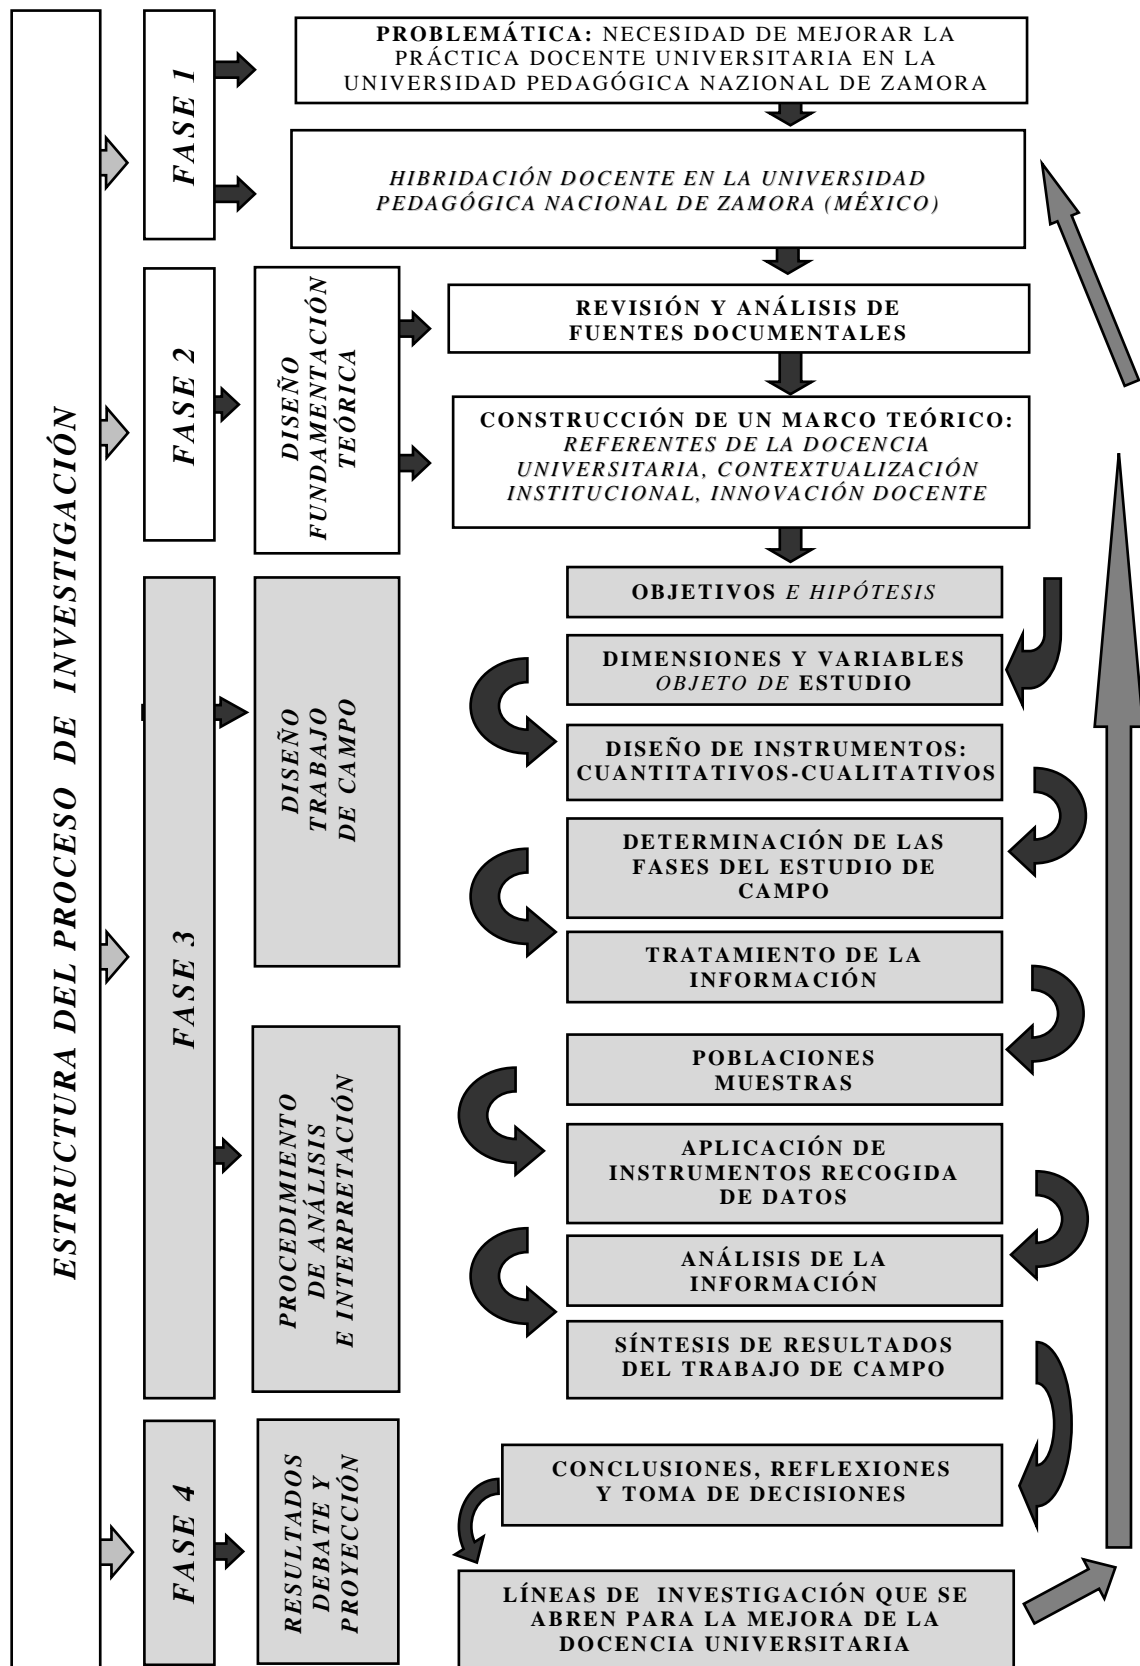 ESTRUCTURA DEL PROCESO DE INVESTIGACIÓN
FASE 1
PROBLEMÁTICA: NECESIDAD DE MEJORAR LA
PRÁCTICA DOCENTE UNIVERSITARIA EN LA
UNIVERSIDAD PEDAGÓGICA NAZIONAL DE ZAMORA
HIBRIDACIÓN DOCENTE EN LA UNIVERSIDAD
PEDAGÓGICA NACIONAL DE ZAMORA (MÉXICO)
FASE 2
DISEÑO
FUNDAMENTACIÓN
TEÓRICA
REVISIÓN Y ANÁLISIS DE
FUENTES DOCUMENTALES
CONSTRUCCIÓN DE UN MARCO TEÓRICO:
REFERENTES DE LA DOCENCIA
UNIVERSITARIA, CONTEXTUALIZACIÓN
INSTITUCIONAL, INNOVACIÓN DOCENTE
FASE 3
DISEÑO
TRABAJO
DE CAMPO
OBJETIVOS E HIPÓTESIS
DIMENSIONES Y VARIABLES
OBJETO DE ESTUDIO
DISEÑO DE INSTRUMENTOS:
CUANTITATIVOS-CUALITATIVOS
DETERMINACIÓN DE LAS
FASES DEL ESTUDIO DE
CAMPO
TRATAMIENTO DE LA
INFORMACIÓN
PROCEDIMIENTO
DE ANÁLISIS
E INTERPRETACIÓN
POBLACIONES
MUESTRAS
APLICACIÓN DE
INSTRUMENTOS RECOGIDA
DE DATOS
ANÁLISIS DE LA
INFORMACIÓN
SÍNTESIS DE RESULTADOS
DEL TRABAJO DE CAMPO
FASE 4
RESULTADOS
DEBATE Y
PROYECCIÓN
CONCLUSIONES, REFLEXIONES
Y TOMA DE DECISIONES
LÍNEAS DE INVESTIGACIÓN QUE SE
ABREN PARA LA MEJORA DE LA
DOCENCIA UNIVERSITARIA